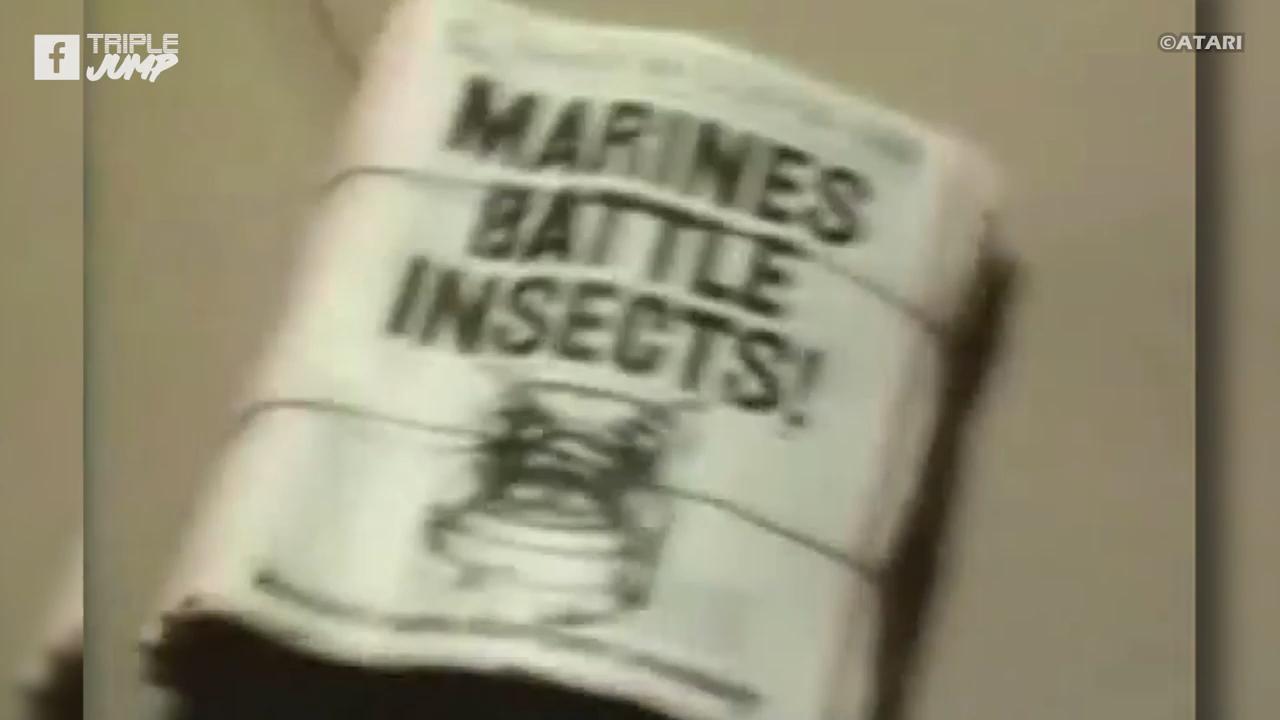 f TRIPLE
JUMP
©ATARI
MARINES
BATTLE
INSECTS!